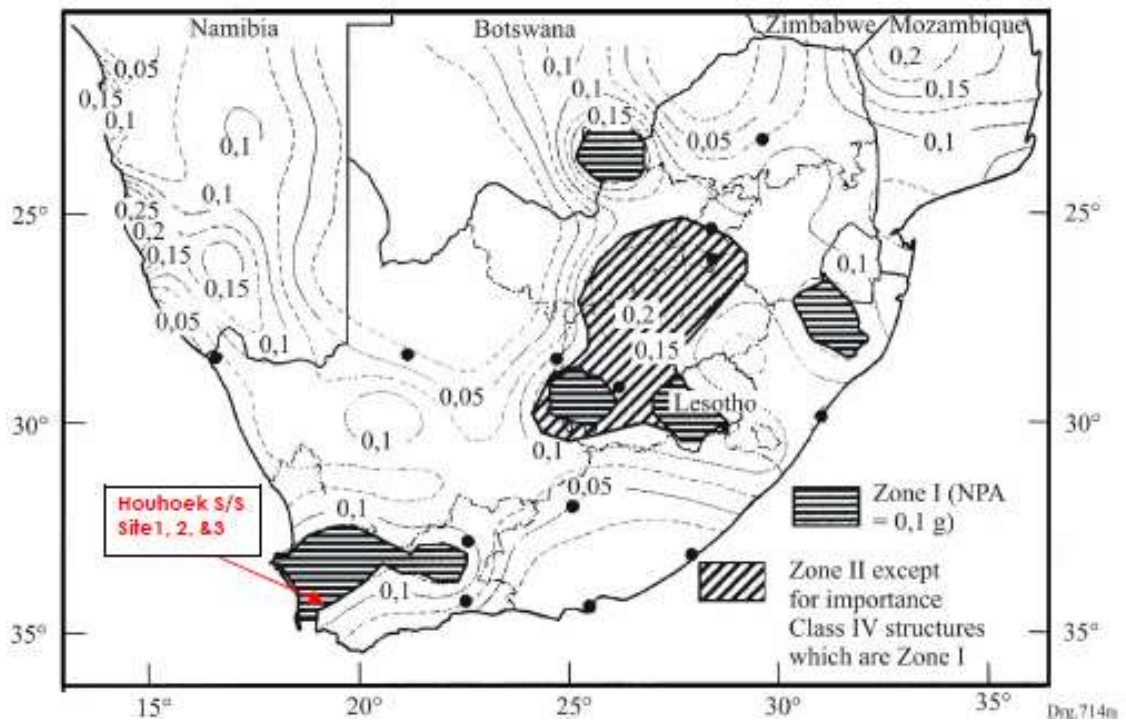 Namibia
Botswana
Zimbabwe
Mozambique
0,05
0,15
0,1
0,1
0,1
0,1
0,15
0,05
0,2
0,15
0,1
25°
0,25
0,2
0,15
0,1
0,15
0,05
0,1
0,1
25°
0,2
0,15
0,05
Lesotho
30°
0,1
0,1
30°
0,05
0,1
Houhoek S/S
Site1, 2, &3
0,1
Zone I (NPA
= 0,1 g)
Zone II except
for importance
Class IV structures
which are Zone I
35°
35°
15°
20°
25°
30°
35°
Drg.714m